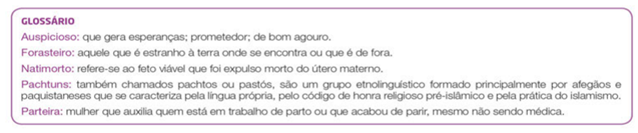 GLOSSÁRIO
Auspicioso: que gera esperanças; prometedor; de bom agouro.
Forasteiro: aquele que é estranho à terra onde se encontra ou que é de fora.
Natimorto: refere-se ao feto viável que foi expulso morto do útero materno.
Pachtuns: também chamados pachtos ou pastós, são um grupo etnolinguístico formado principalmente por afegãos e
paquistaneses que se caracteriza pela língua própria, pelo código de honra religioso pré-islâmico e pela prática do islamismo.
Parteira: mulher que auxilia quem está em trabalho de parto ou que acabou de parir, mesmo não sendo médica.